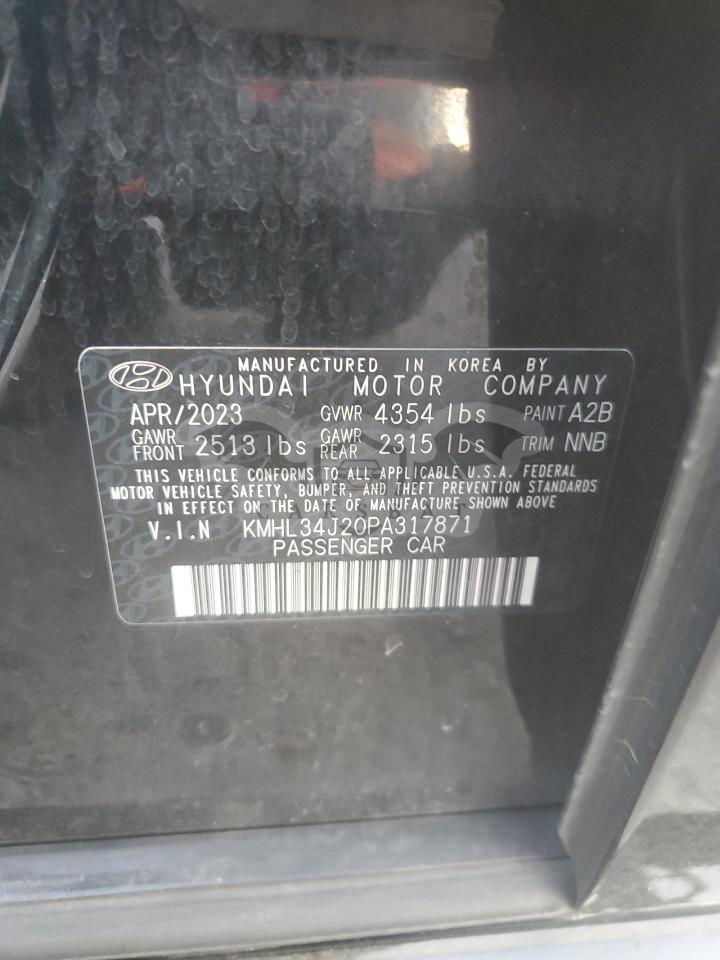 MANUFACTURED IN KOREA BY
HYUNDAI MOTOR COMPANY
APR/2023 GVWR 4354 lbs PAINT A2B
GAWR FRONT 2513 lbs GAWR REAR 2315 lbs TRIM NNB
THIS VEHICLE CONFORMS TO ALL APPLICABLE U.S.A. FEDERAL
MOTOR VEHICLE SAFETY, BUMPER, AND THEFT PREVENTION STANDARDS
IN EFFECT ON THE DATE OF MANUFACTURE SHOWN ABOVE
V.I.N KMHL34J20PA317871
PASSENGER CAR